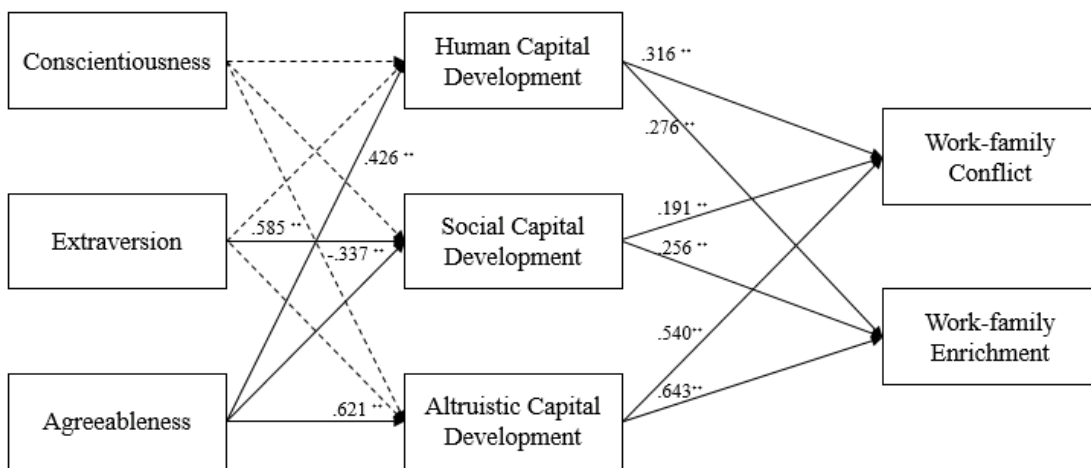 Conscientiousness
Human Capital
Development
.316 **
.276 **
Work-family
Conflict
.426 **
Extraversion
.585 **
-.337 **
Social Capital
Development
.191 **
.256 **
Work-family
Enrichment
.540**
.643**
Agreeableness
.621 **
Altruistic Capital
Development